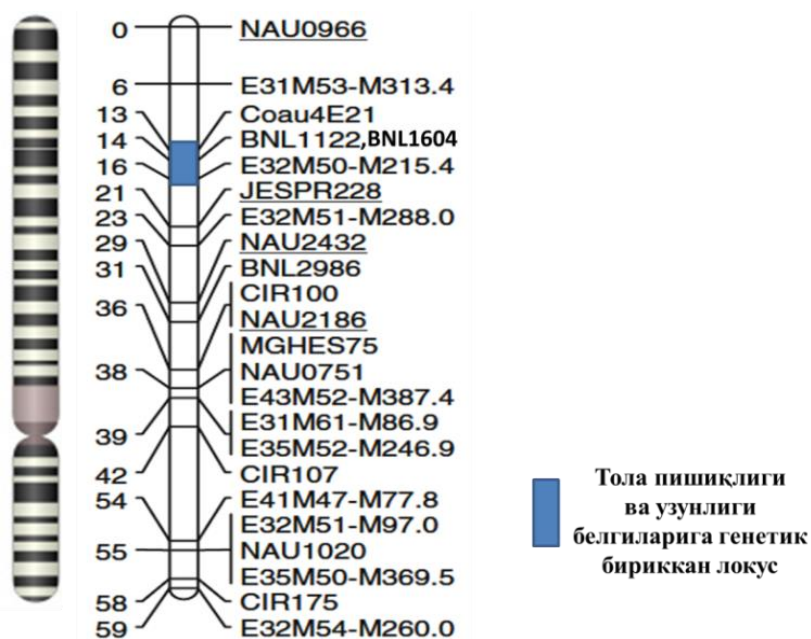 0 NAU0966
6 E31M53-M313.4
13 Coau4E21
14 BNL1122,BNL1604
16 E32M50-M215.4
21 JESPR228
23 E32M51-M288.0
29 NAU2432
31 BNL2986
CIR100
36 NAU2186
MGHES75
38 NAU0751
E43M52-M387.4
39 E31M61-M86.9
E35M52-M246.9
42 CIR107
54 E41M47-M77.8
E32M51-M97.0
55 NAU1020
E35M50-M369.5
58 CIR175
59 E32M54-M260.0
Тола пишиқлиги
ва узунлиги
белгиларига генетик
бириккан локус